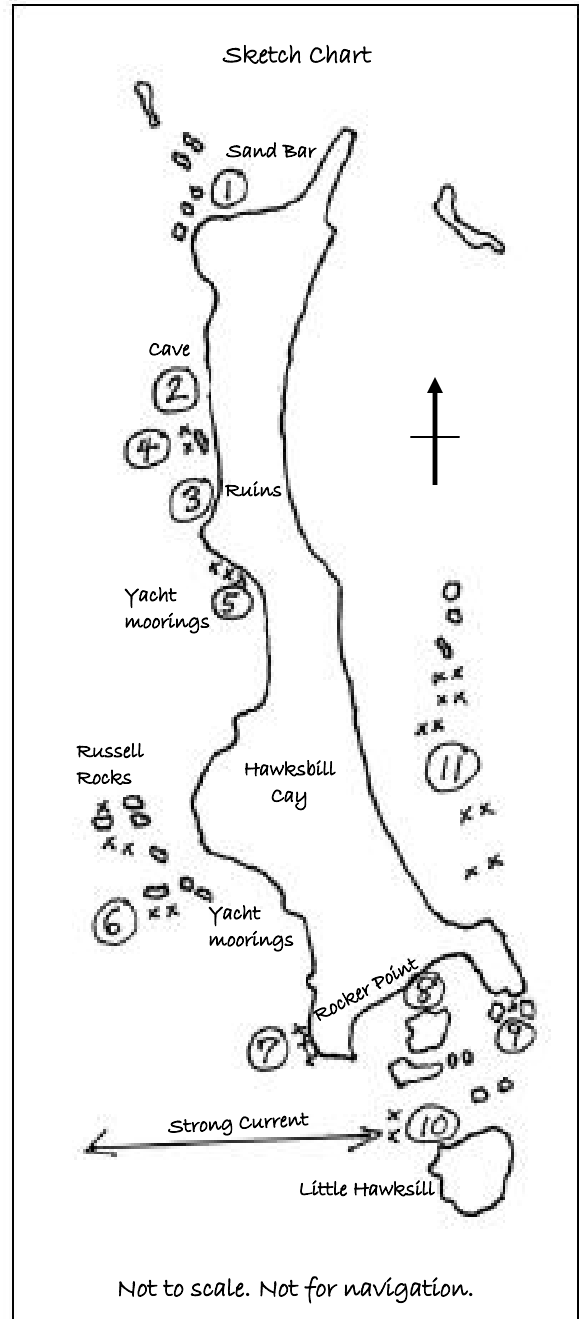 Sketch Chart
Sand Bar
1
Cave
2
4
3
Ruins
Yacht
moorings
5
Russell
Rocks
Hawksbill
Cay
11
6
Yacht
moorings
Rocker Point
8
7
9
Strong Current
10
Little Hawksill
Not to scale. Not for navigation.